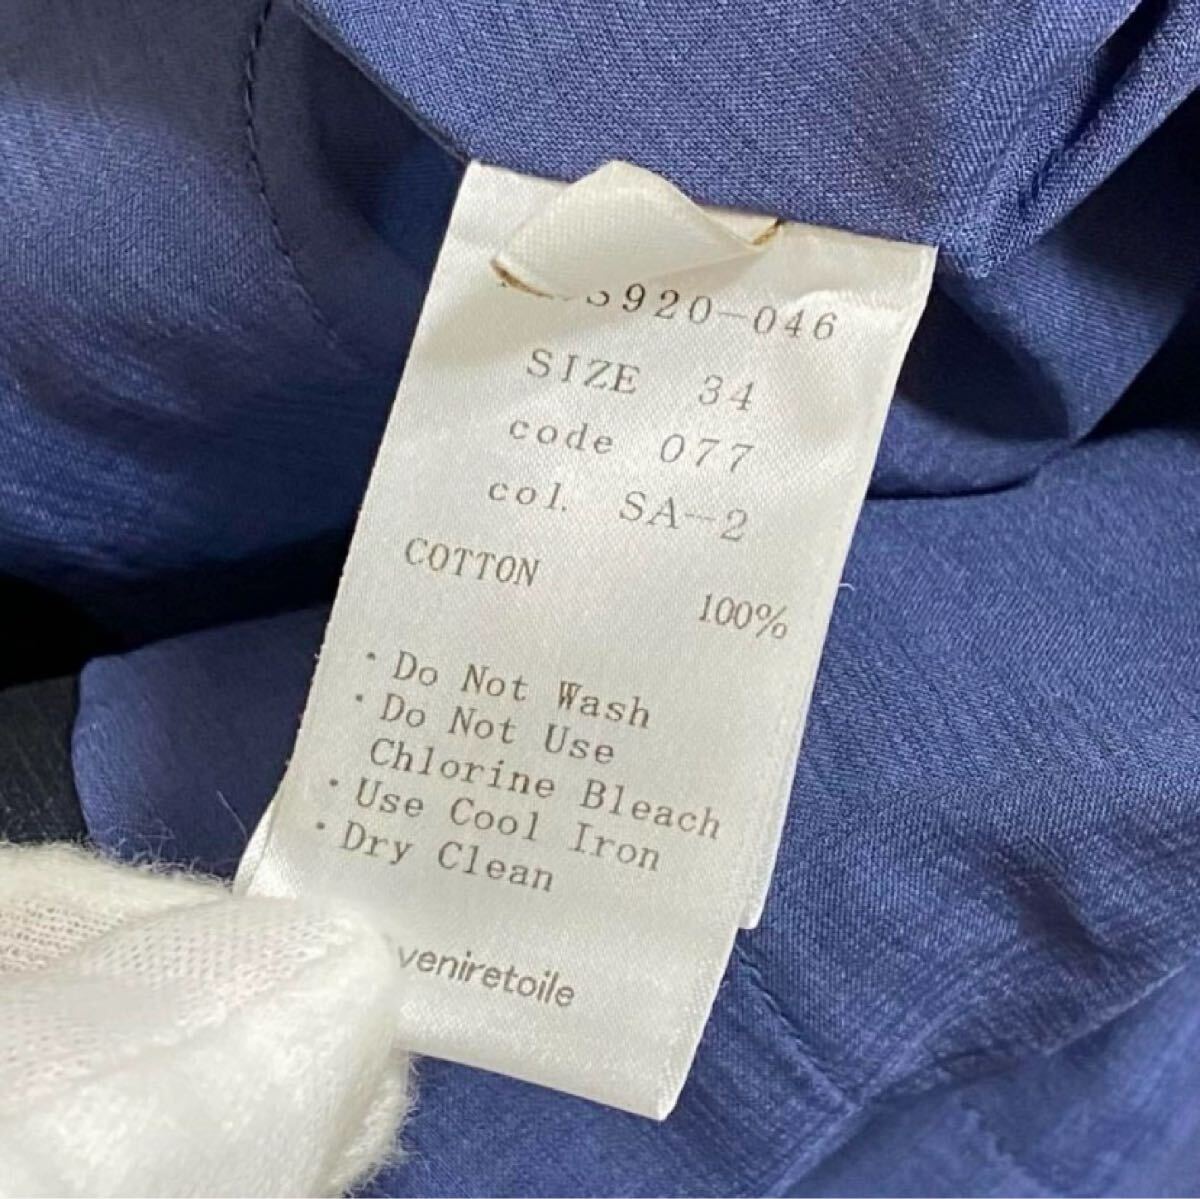 3920-046
SIZE 34
code 077
col. SA-2
COTTON
100%
・Do Not Wash
・Do Not Use
Chlorine Bleach
・Use Cool Iron
・Dry Clean
veniretoile